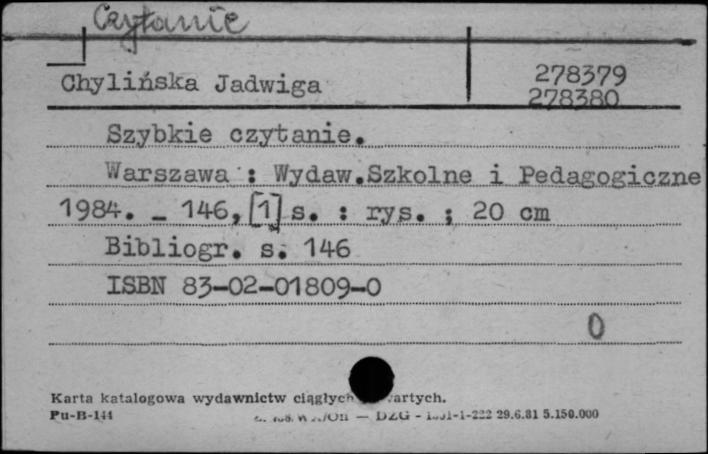 Czytanie
Chylińska Jadwiga
278379
278380
Szybkie czytanie.
Warszawa : Wydaw.Szkolne i Pedagogiczne
1984. - 146,[1] s. : rys. ; 20 cm
Bibliogr. s. 146
ISBN 83-02-01809-0
0
Karta katalogowa wydawnictw ciągłych
Pu-B-144 — DZG - 29.6.81 5.150.000